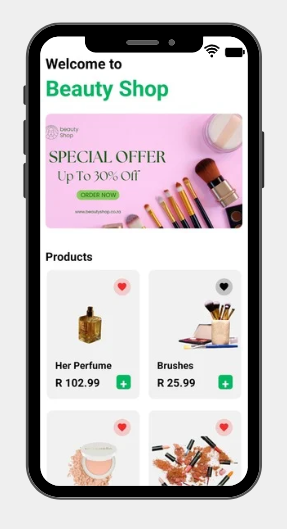 Welcome to
Beauty Shop
beauty
Shop
SPECIAL OFFER
Up To 30% Off
ORDER NOW
www.beautyshop.co.za
Products
Her Perfume
R 102.99
+
Brushes
R 25.99
+